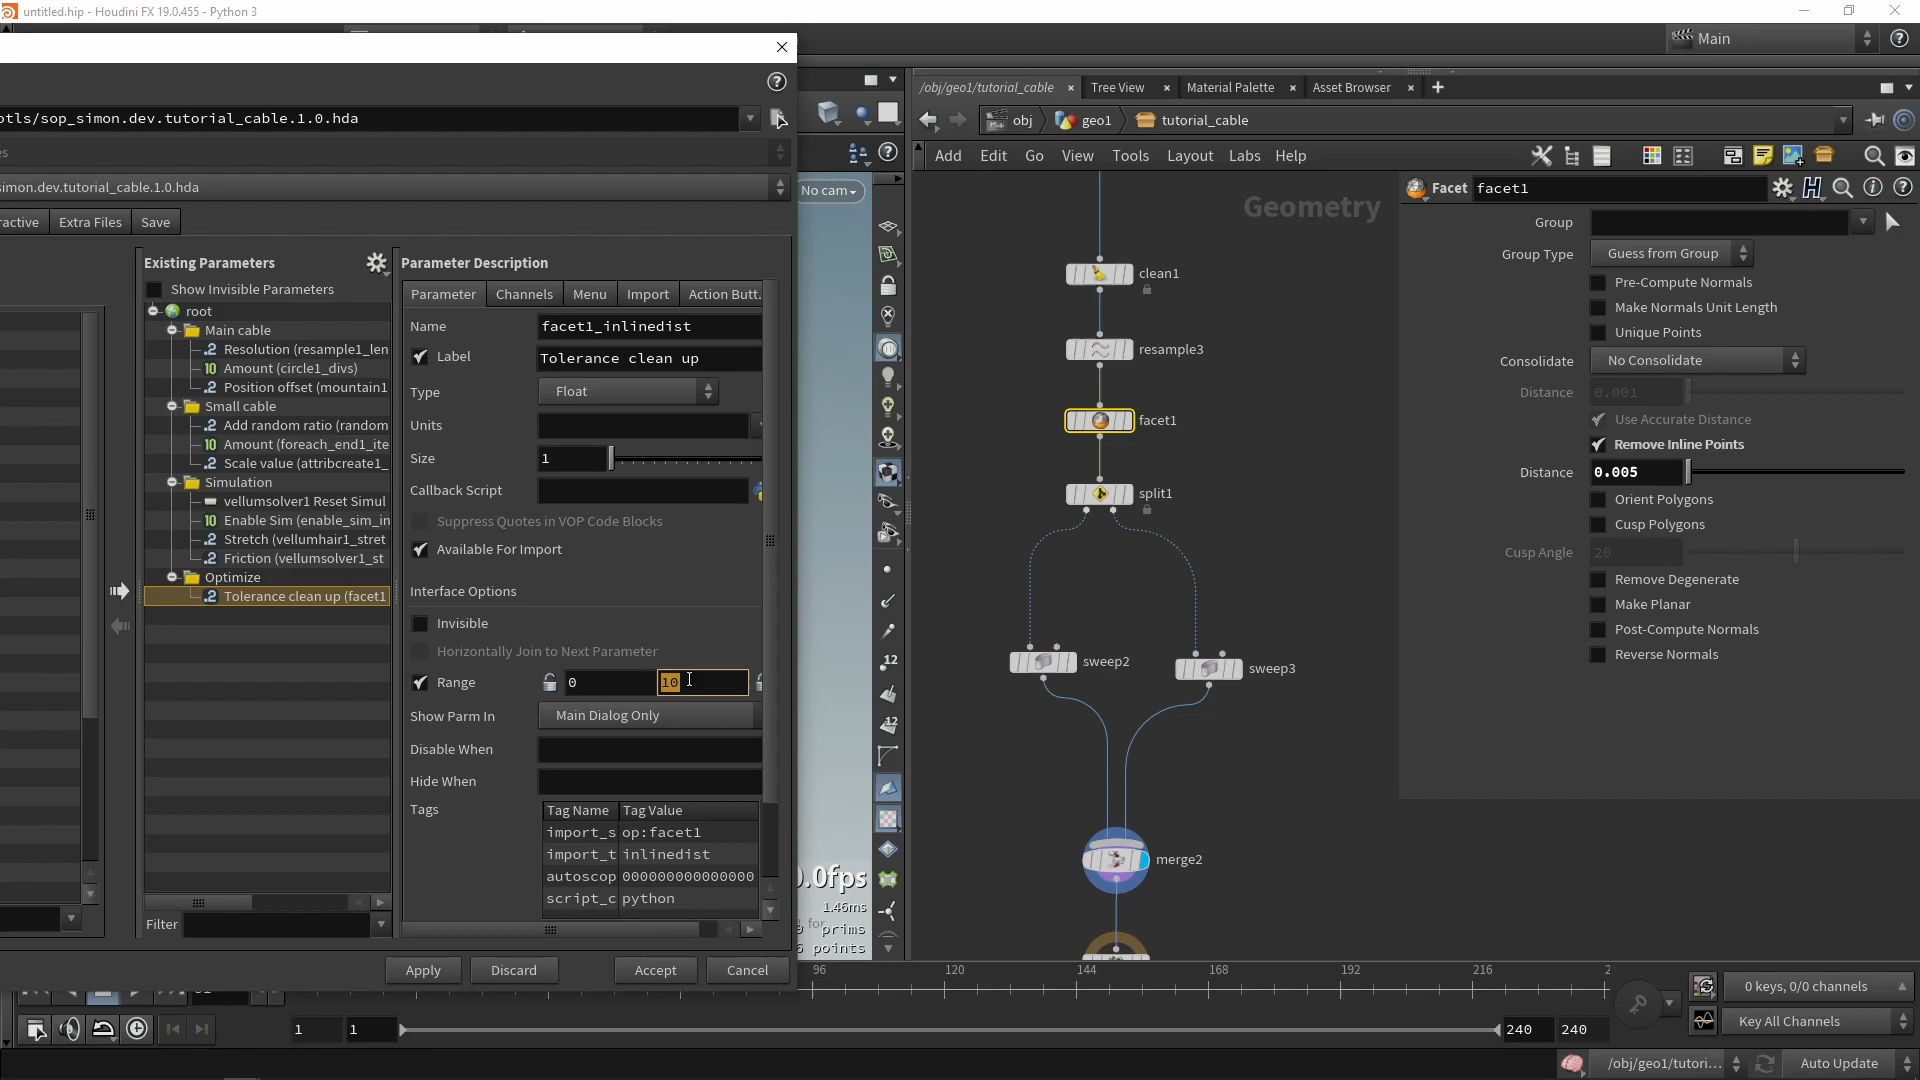 untitled.hip - Houdini FX 19.0.455 - Python 3
Main
otls/sop_simon.dev.tutorial_cable.1.0.hda
es
simon.dev.tutorial_cable.1.0.hda
ractive
Extra Files
Save
Existing Parameters
Show Invisible Parameters
root
Main cable
Resolution (resample1_len
Amount (circle1_divs)
Position offset (mountain1
Small cable
Add random ratio (random
Amount (foreach_end1_ite
Scale value (attribcreate1_
Simulation
vellumsolver1 Reset Simul
Enable Sim (enable_sim_in
Stretch (vellumhair1_stret
Friction (vellumsolver1_st
Optimize
Tolerance clean up (facet1
Filter
Parameter Description
Parameter
Channels
Menu
Import
Action Butt.
Name
facet1_inlinedist
Label
Tolerance clean up
Type
Float
Units
Size
1
Callback Script
Suppress Quotes in VOP Code Blocks
Available For Import
Interface Options
Invisible
Horizontally Join to Next Parameter
Range
0
10
Show Parm In
Main Dialog Only
Disable When
Hide When
Tags
Tag Name
Tag Value
import_s
op:facet1
import_t
inlinedist
autoscop
000000000000000
script_c
python
Apply
Discard
Accept
Cancel
No cam
0.0fps
1.46ms
prims
points
12
12
/obj/geo1/tutorial_cable
Tree View
Material Palette
Asset Browser
obj
geo1
tutorial_cable
Add
Edit
Go
View
Tools
Layout
Labs
Help
Geometry
clean1
resample3
facet1
split1
sweep2
sweep3
merge2
Facet
facet1
Group
Group Type
Guess from Group
Pre-Compute Normals
Make Normals Unit Length
Unique Points
Consolidate
No Consolidate
Distance
0.001
Use Accurate Distance
Remove Inline Points
Distance
0.005
Orient Polygons
Cusp Polygons
Cusp Angle
20
Remove Degenerate
Make Planar
Post-Compute Normals
Reverse Normals
96
120
144
168
192
216
2
1
1
240
240
0 keys, 0/0 channels
Key All Channels
/obj/geo1/tutori...
Auto Update